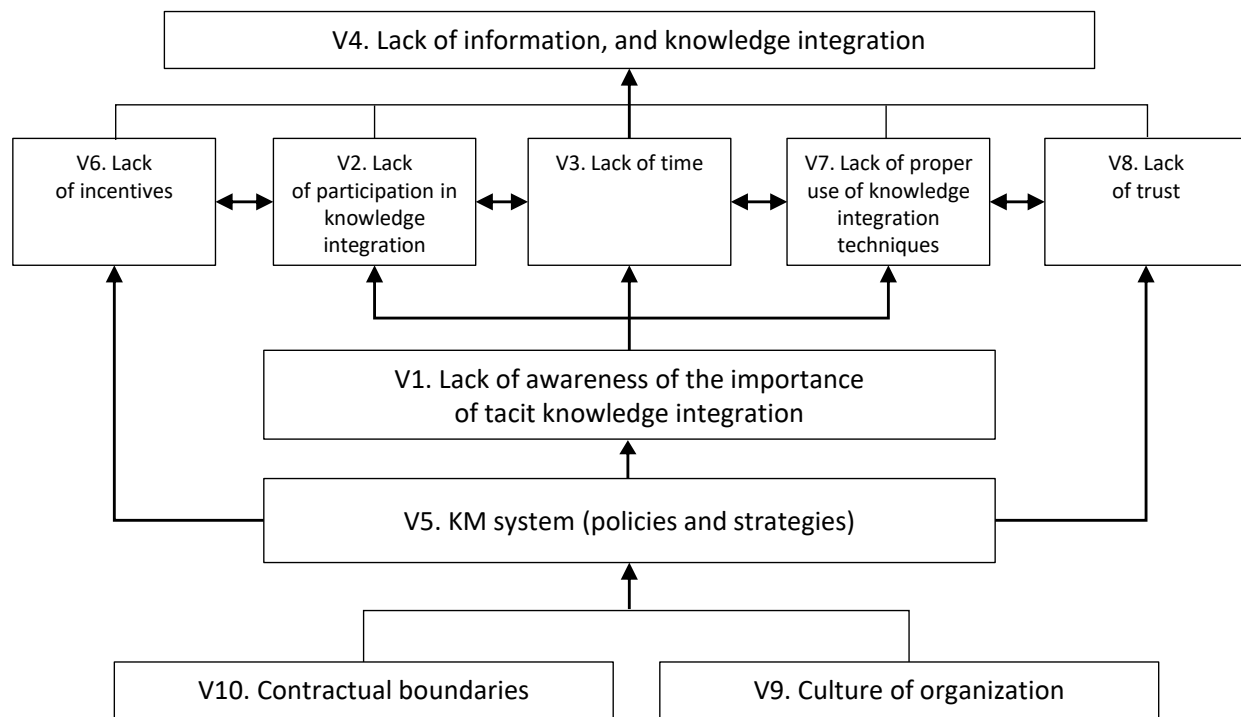 V4. Lack of information, and knowledge integration
V6. Lack
of incentives
V2. Lack
of participation in
knowledge
integration
V3. Lack of time
V7. Lack of proper
use of knowledge
integration
techniques
V8. Lack
of trust
V1. Lack of awareness of the importance
of tacit knowledge integration
V5. KM system (policies and strategies)
V10. Contractual boundaries
V9. Culture of organization